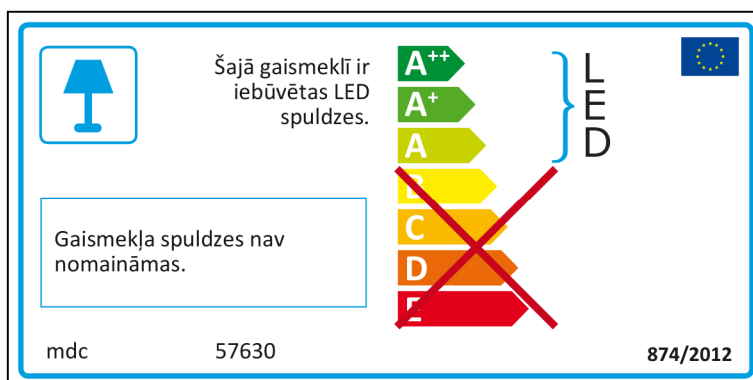 Šajā gaismeklī ir
iebūvētas LED
spuldzes.
A++
A+
A
B
C
D
E
L
E
D
Gaismekļa spuldzes nav
nomaināmas.
mdc 57630
874/2012